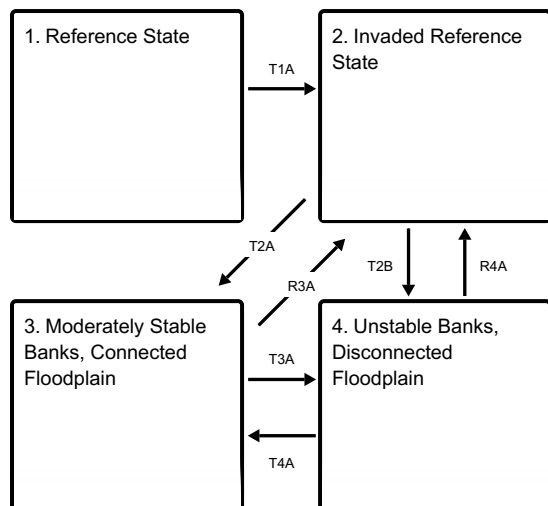 1. Reference State
2. Invaded Reference
State
T1A
T2A
R3A
T2B
R4A
3. Moderately Stable
Banks, Connected
Floodplain
4. Unstable Banks,
Disconnected
Floodplain
T3A
T4A